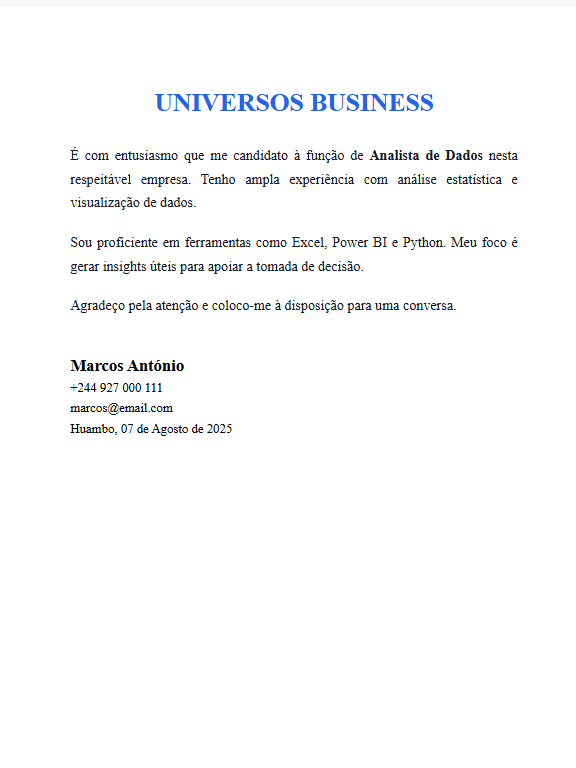 UNIVERSOS BUSINESS
É com entusiasmo que me candidato à função de Analista de Dados nesta
respeitável empresa. Tenho ampla experiência com análise estatística e
visualização de dados.
Sou proficiente em ferramentas como Excel, Power BI e Python. Meu foco é
gerar insights úteis para apoiar a tomada de decisão.
Agradeço pela atenção e coloco-me à disposição para uma conversa.
Marcos António
+244 927 000 111
marcos@email.com
Huambo, 07 de Agosto de 2025